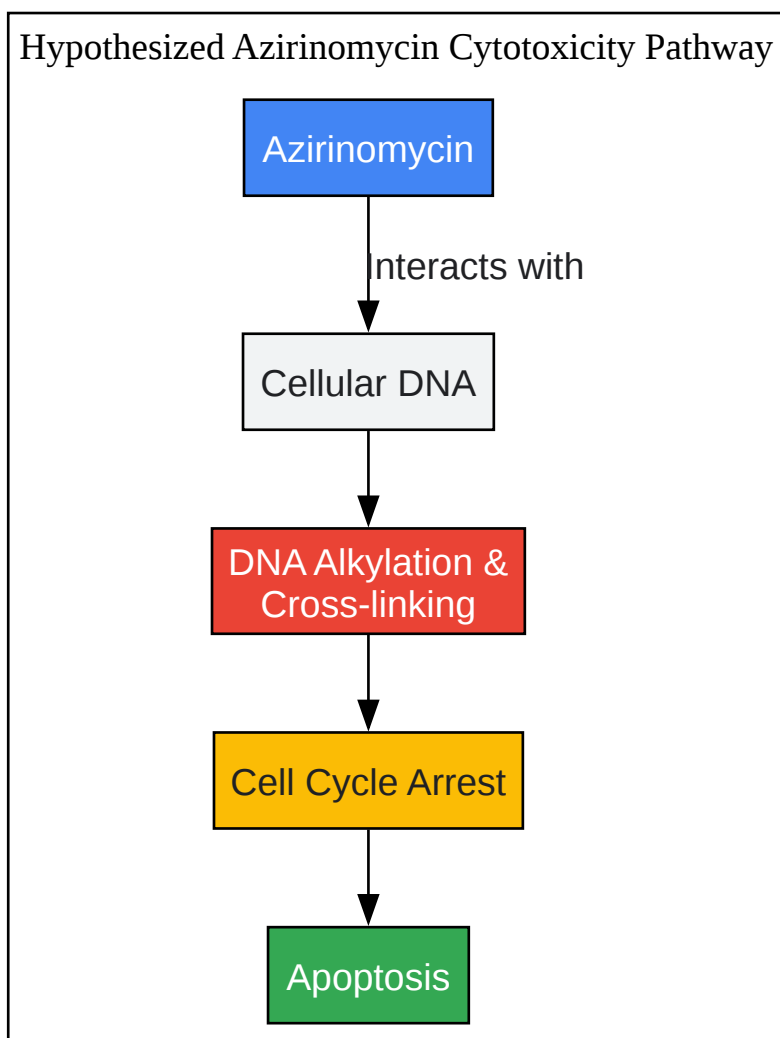 Hypothesized Azirinomycin Cytotoxicity Pathway
Azirinomycin
Interacts with
Cellular DNA
DNA Alkylation &
Cross-linking
Cell Cycle Arrest
Apoptosis